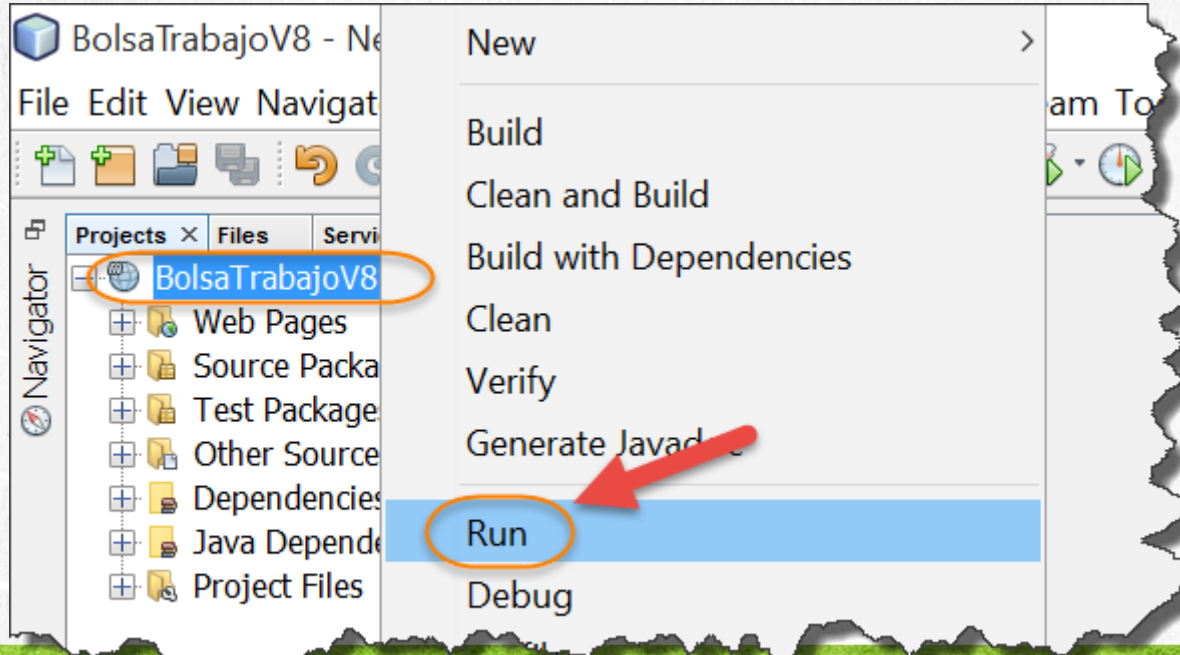 BolsaTrabajoV8 - Ne
File Edit View Navigat
am To
Projects Files Servi
Navigator
BolsaTrabajoV8
Web Pages
Source Packa
Test Package
Other Source
Dependencies
Java Depende
Project Files
New
Build
Clean and Build
Build with Dependencies
Clean
Verify
Generate
Run
Debug